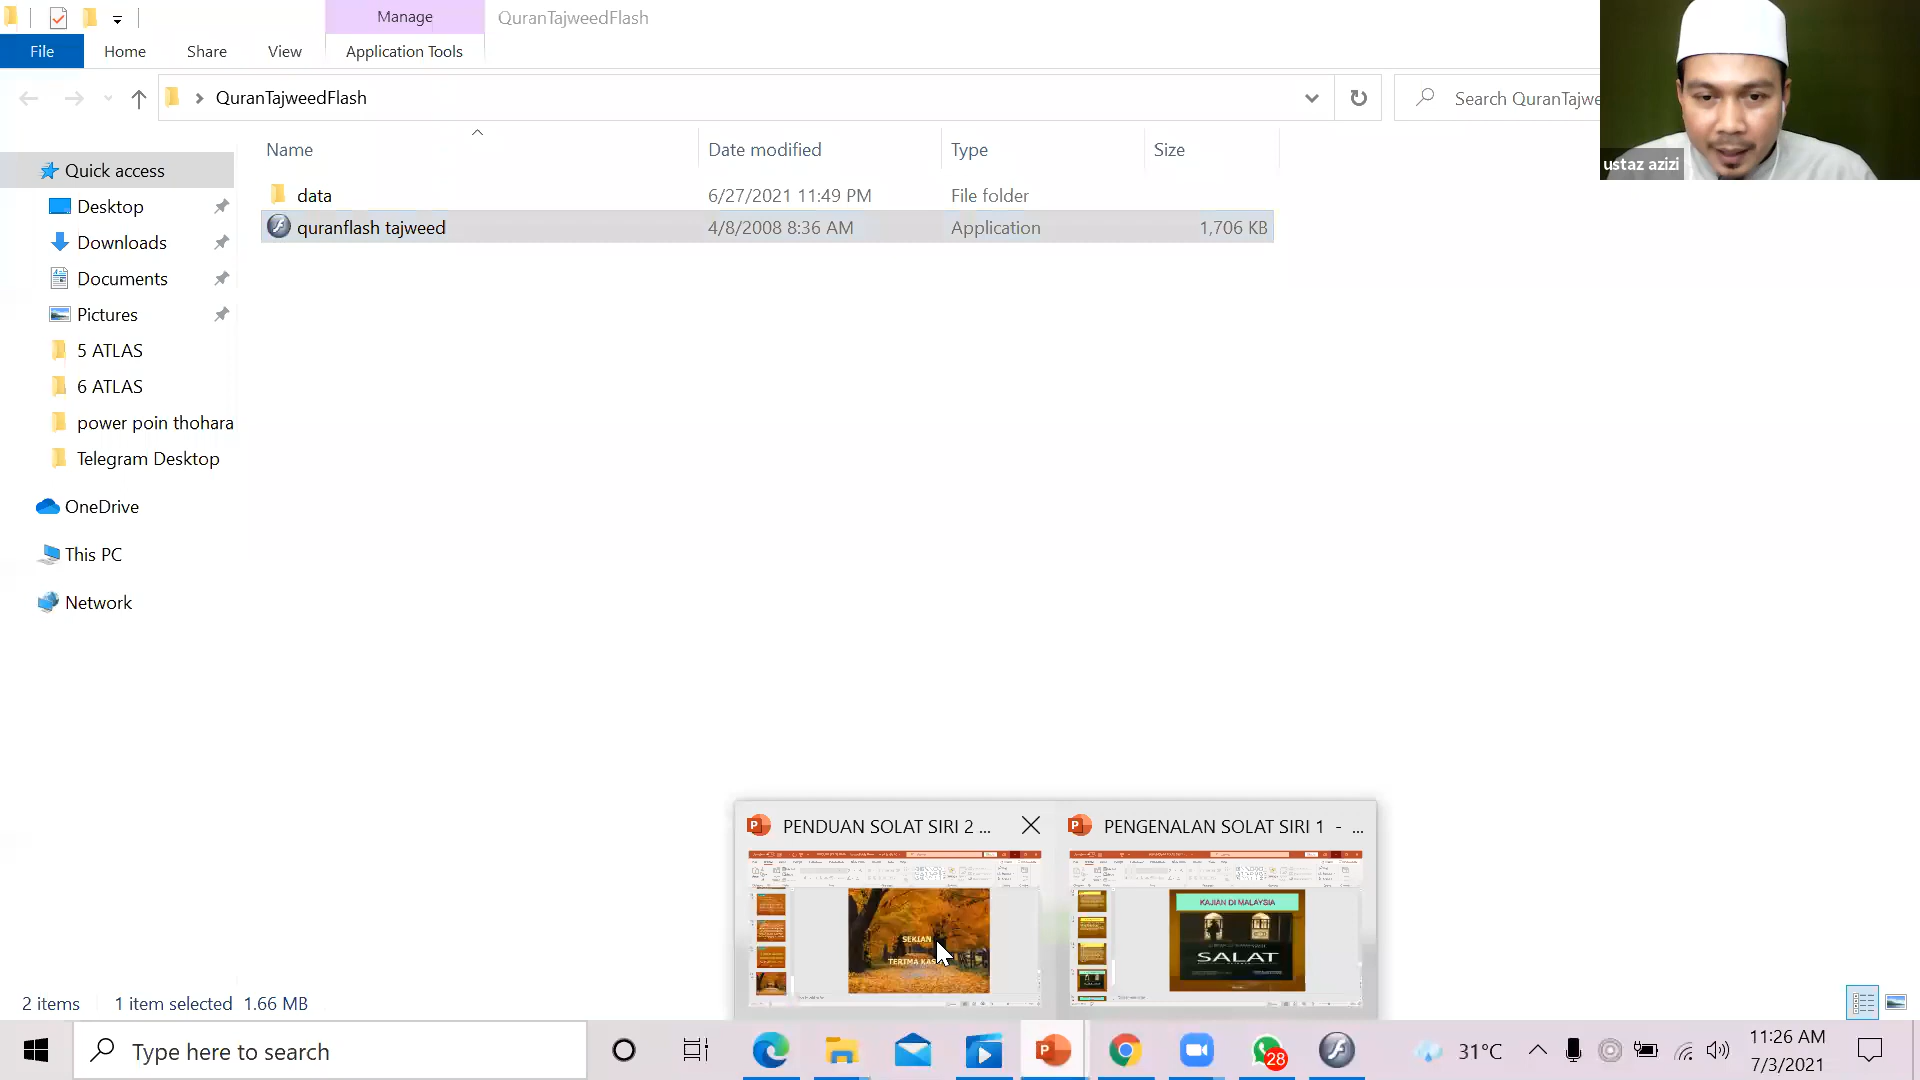 Manage
QuranTajweedFlash
File
Home
Share
View
Application Tools
QuranTajweedFlash
Search QuranTajwe
ustaz azizi
Name
Date modified
Type
Size
data
6/27/2021 11:49 PM
File folder
quranflash tajweed
4/8/2008 8:36 AM
Application
1,706 KB
Quick access
Desktop
Downloads
Documents
Pictures
5 ATLAS
6 ATLAS
power poin thohara
Telegram Desktop
OneDrive
This PC
Network
PENDUAN SOLAT SIRI 2 ...
PENGENALAN SOLAT SIRI 1 - ...
SEKIAN
TERIMA KAS
KAJIAN DI MALAYSIA
SALAT
2 items
1 item selected 1.66 MB
Type here to search
28
31°C
11:26 AM
7/3/2021